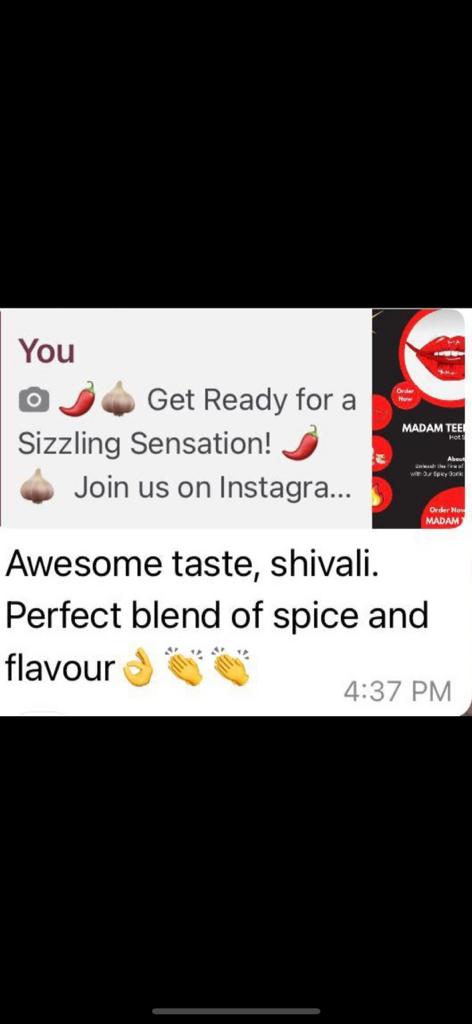 You
📷 🌶️🧄 Get Ready for a
Sizzling Sensation! 🌶️
🧄 Join us on Instagra...
Order
Now
MADAM TEE
Hot S
About
Unleash the Fire of
with Our Spicy Garlic
Order Now
MADAM
Awesome taste, shivali.
Perfect blend of spice and
flavour👌👏👏
4:37 PM